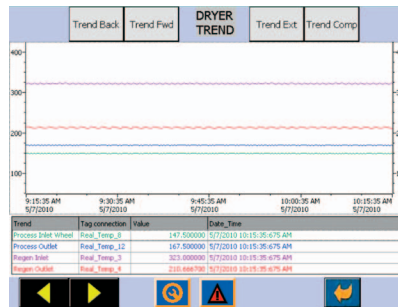 Trend Back Trend Fwd DRYER TREND Trend Ext Trend Comp
400
300
200
100
9:15:35 AM 9:30:35 AM 9:45:35 AM 10:00:35 AM 10:15:35 AM
5/7/2010 5/7/2010 5/7/2010 5/7/2010 5/7/2010
Trend Tag connection Value Date_Time
Process Inlet Wheel Real_Temp_8 147.500000 5/7/2010 10:15:35:675 AM
Process Outlet Real_Temp_12 167.500000 5/7/2010 10:15:35:675 AM
Regen Inlet Real_Temp_3 323.000000 5/7/2010 10:15:35:675 AM
Regen Outlet Real_Temp_4 210.666700 5/7/2010 10:15:35:675 AM